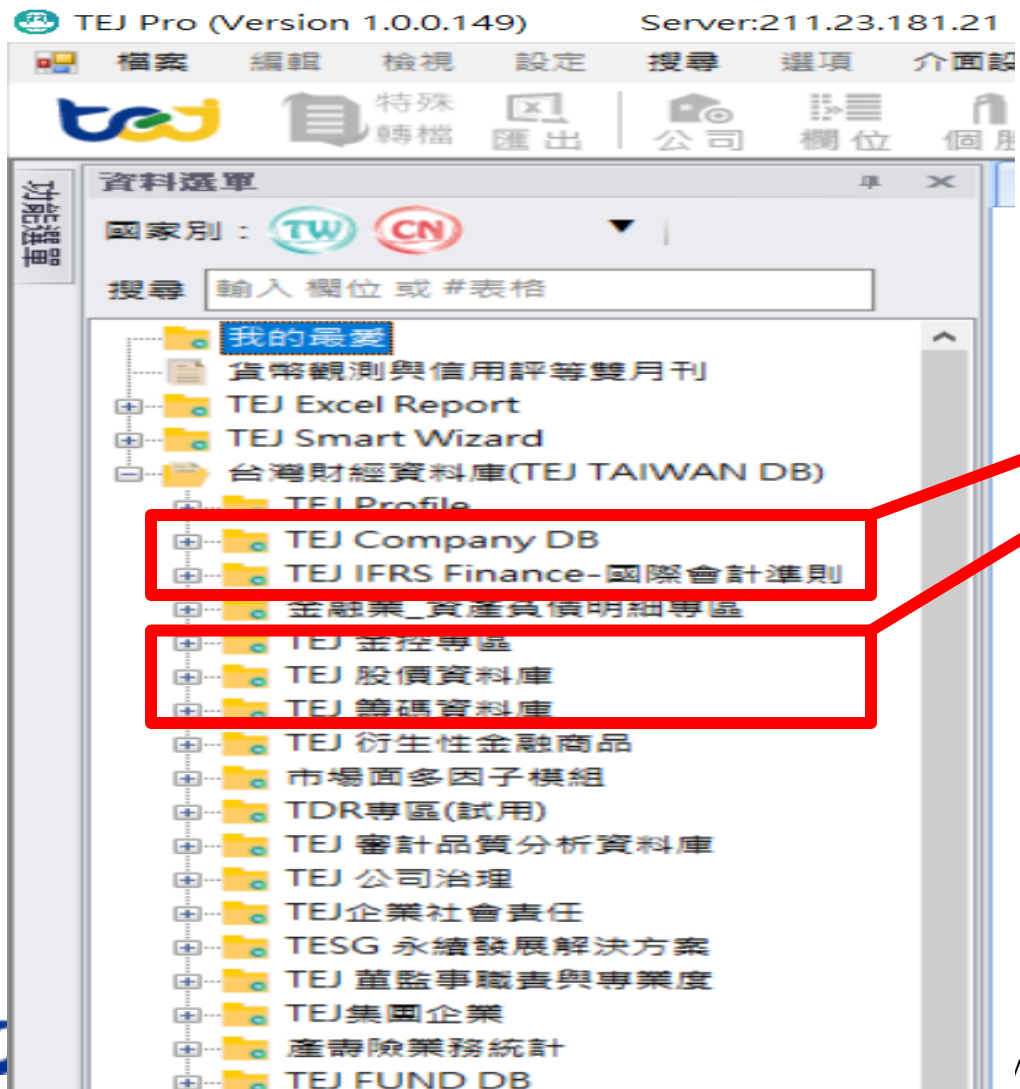 TEJ Pro (Version 1.0.0.149) Server:211.23.181.21
檔案 編輯 檢視 設定 搜尋 選項 介面設
tej 特殊轉檔 匯出 公司 欄位 個股
功能選單
資料選單
國家別: TW CN
搜尋 輸入 欄位 或 #表格
我的最愛
貨幣觀測與信用評等雙月刊
TEJ Excel Report
TEJ Smart Wizard
台灣財經資料庫(TEJ TAIWAN DB)
TEJ Profile
TEJ Company DB
TEJ IFRS Finance-國際會計準則
金融業_資產負債明細專區
TEJ 金控專區
TEJ 股價資料庫
TEJ 籌碼資料庫
TEJ 衍生性金融商品
市場面多因子模組
TDR專區(試用)
TEJ 審計品質分析資料庫
TEJ 公司治理
TEJ企業社會責任
TESG 永續發展解決方案
TEJ 董監事職責與專業度
TEJ集團企業
產壽險業務統計
TEJ FUND DB